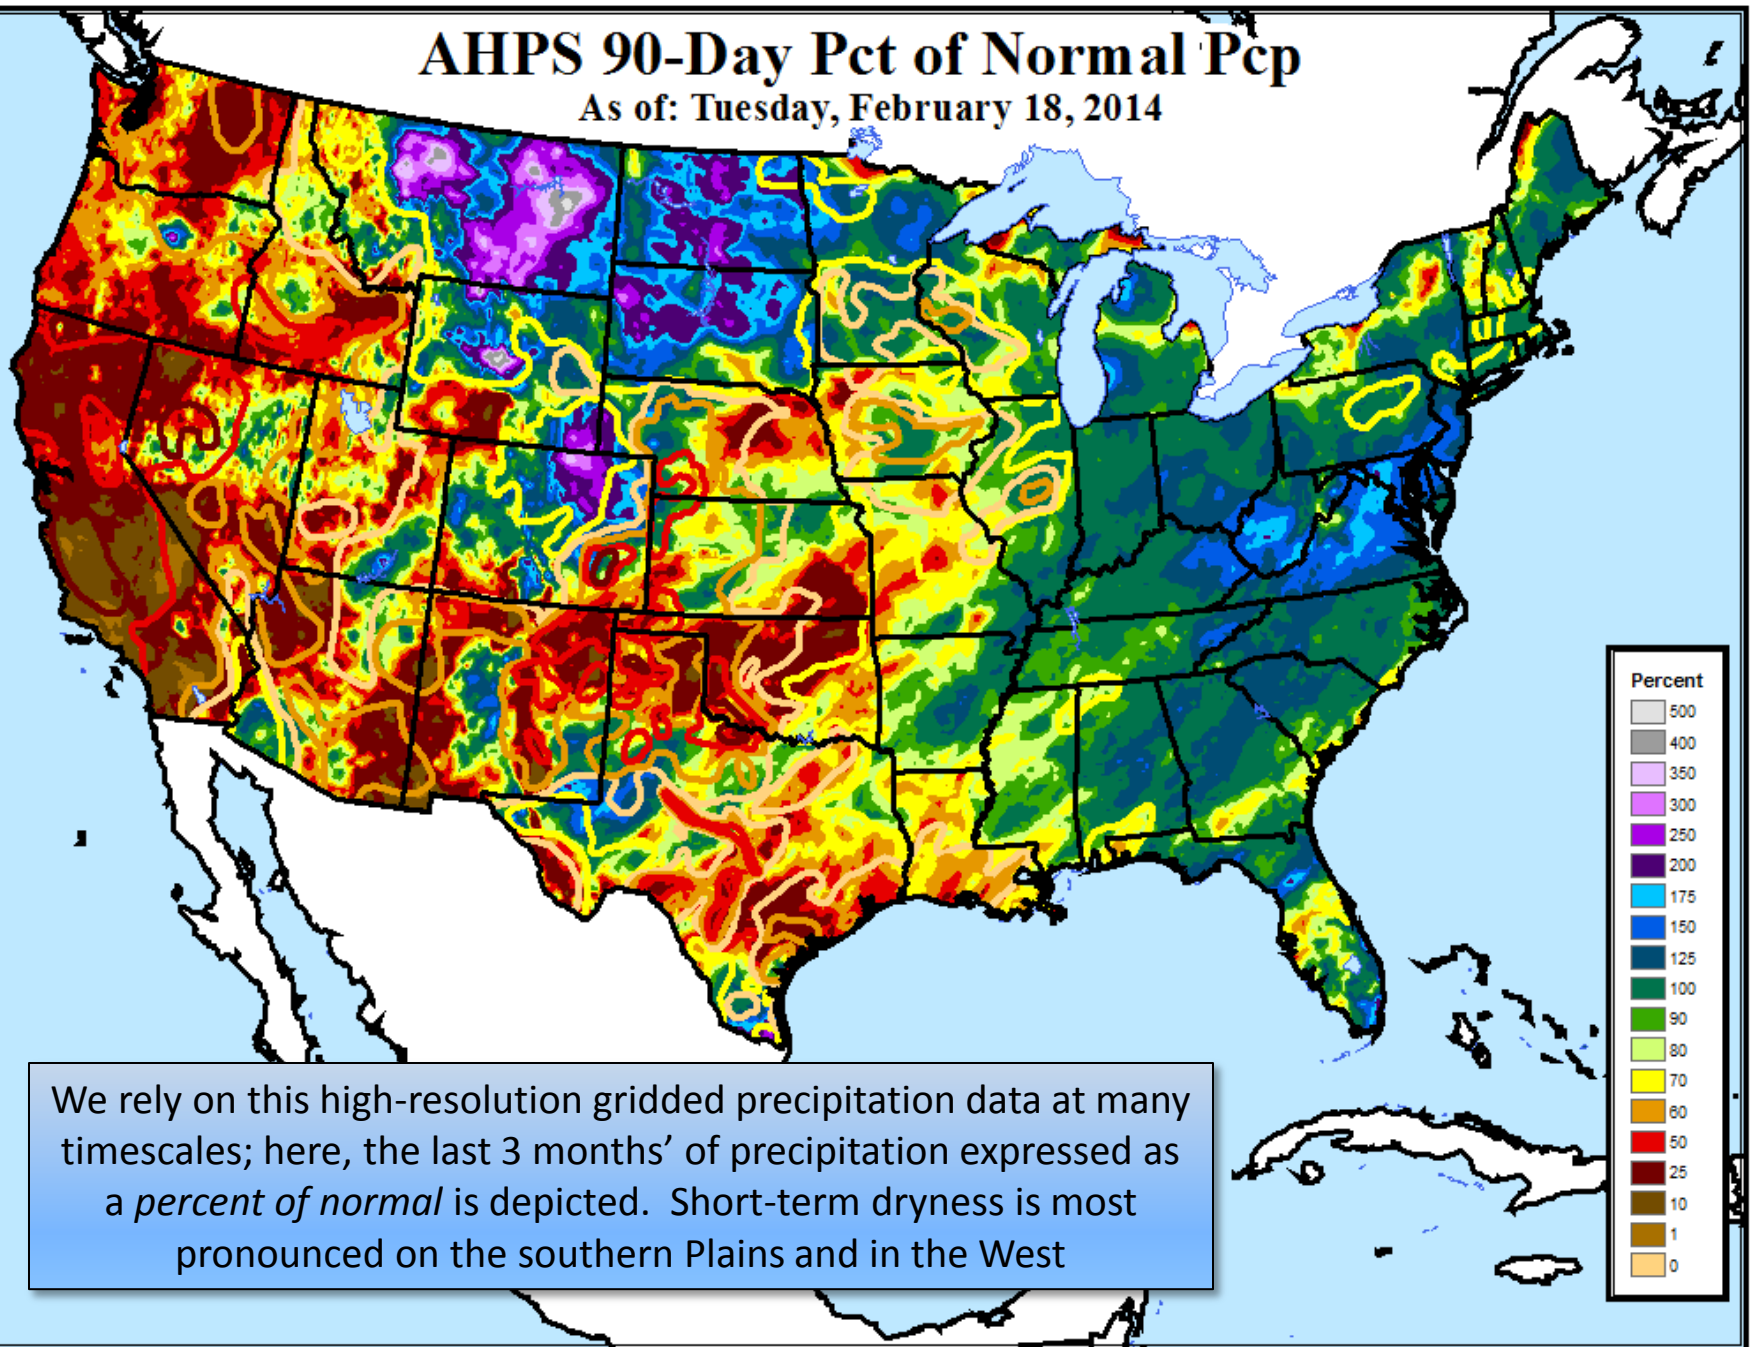 AHPS 90-Day Pct of Normal Pcp
As of: Tuesday, February 18, 2014
Percent
500
400
350
300
250
200
175
150
125
100
90
80
70
60
50
25
10
1
0
We rely on this high-resolution gridded precipitation data at many
timescales; here, the last 3 months’ of precipitation expressed as
a percent of normal is depicted.  Short-term dryness is most
pronounced on the southern Plains and in the West